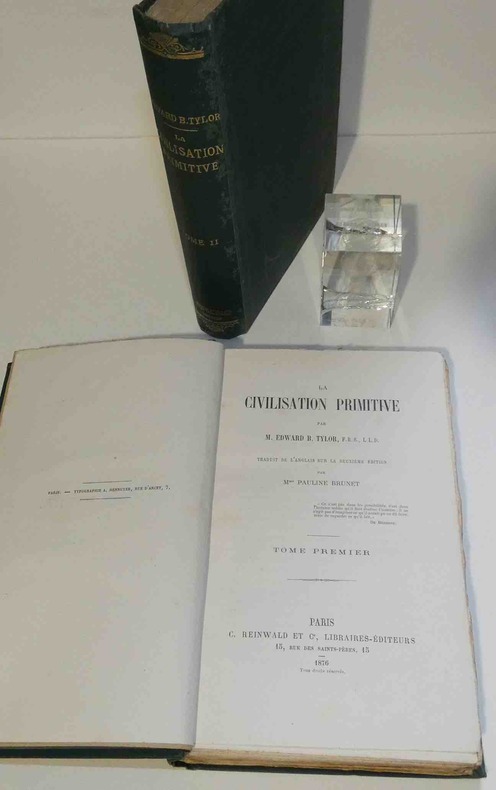 EDWARD B. TYLOR
LA
CIVILISATION
PRIMITIVE
TOME II
PARIS. — TYPOGRAPHIE A. HENNUYER, RUE D'ARCET, 7.
LA
CIVILISATION PRIMITIVE
PAR
M. EDWARD B. TYLOR, F.R.S., L.L.D.
TRADUIT DE L'ANGLAIS SUR LA DEUXIÈME ÉDITION
PAR
Mme PAULINE BRUNET
TOME PREMIER
PARIS
C. REINWALD ET Cie, LIBRAIRES-ÉDITEURS
15, RUE DES SAINTS-PÈRES, 15
1876
Tous droits réservés.